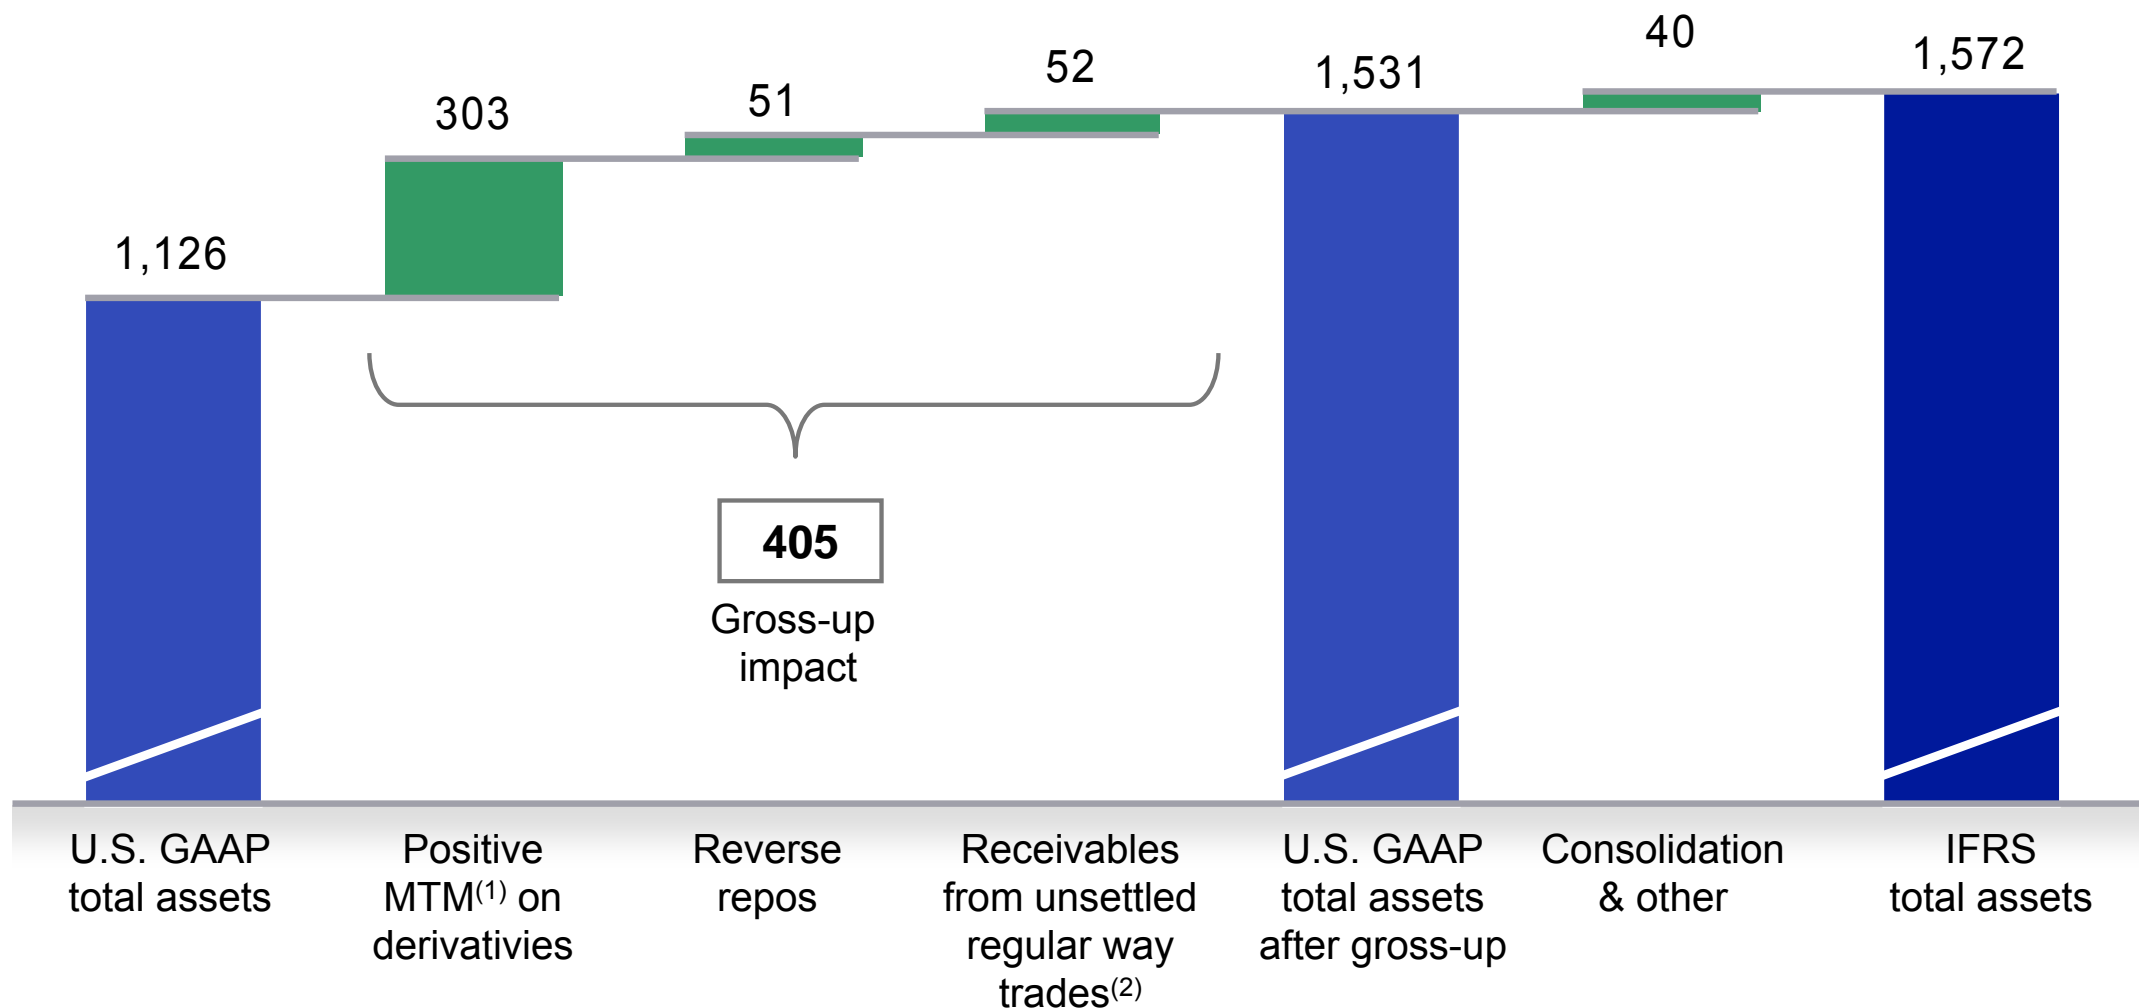 1,126
303
51
52
1,531
40
1,572
405
Gross-up
impact
U.S. GAAP
total assets
Positive
MTM(1) on
derivativies
Reverse
repos
Receivables
from unsettled
regular way
trades(2)
U.S. GAAP
total assets
after gross-up
Consolidation
& other
IFRS
total assets